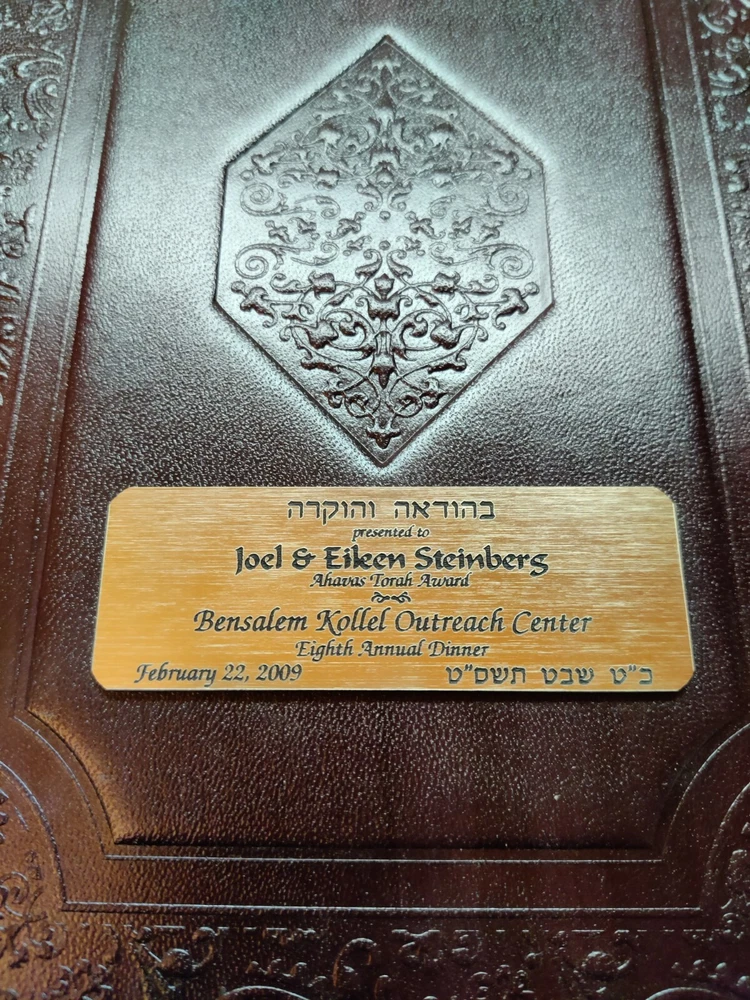 בהודאה והוקרה
presented to
Joel & Eileen Steinberg
Ahavas Torah Award
Bensalem Kollel Outreach Center
Eighth Annual Dinner
February 22, 2009 כ"ט שבט תשס"ט